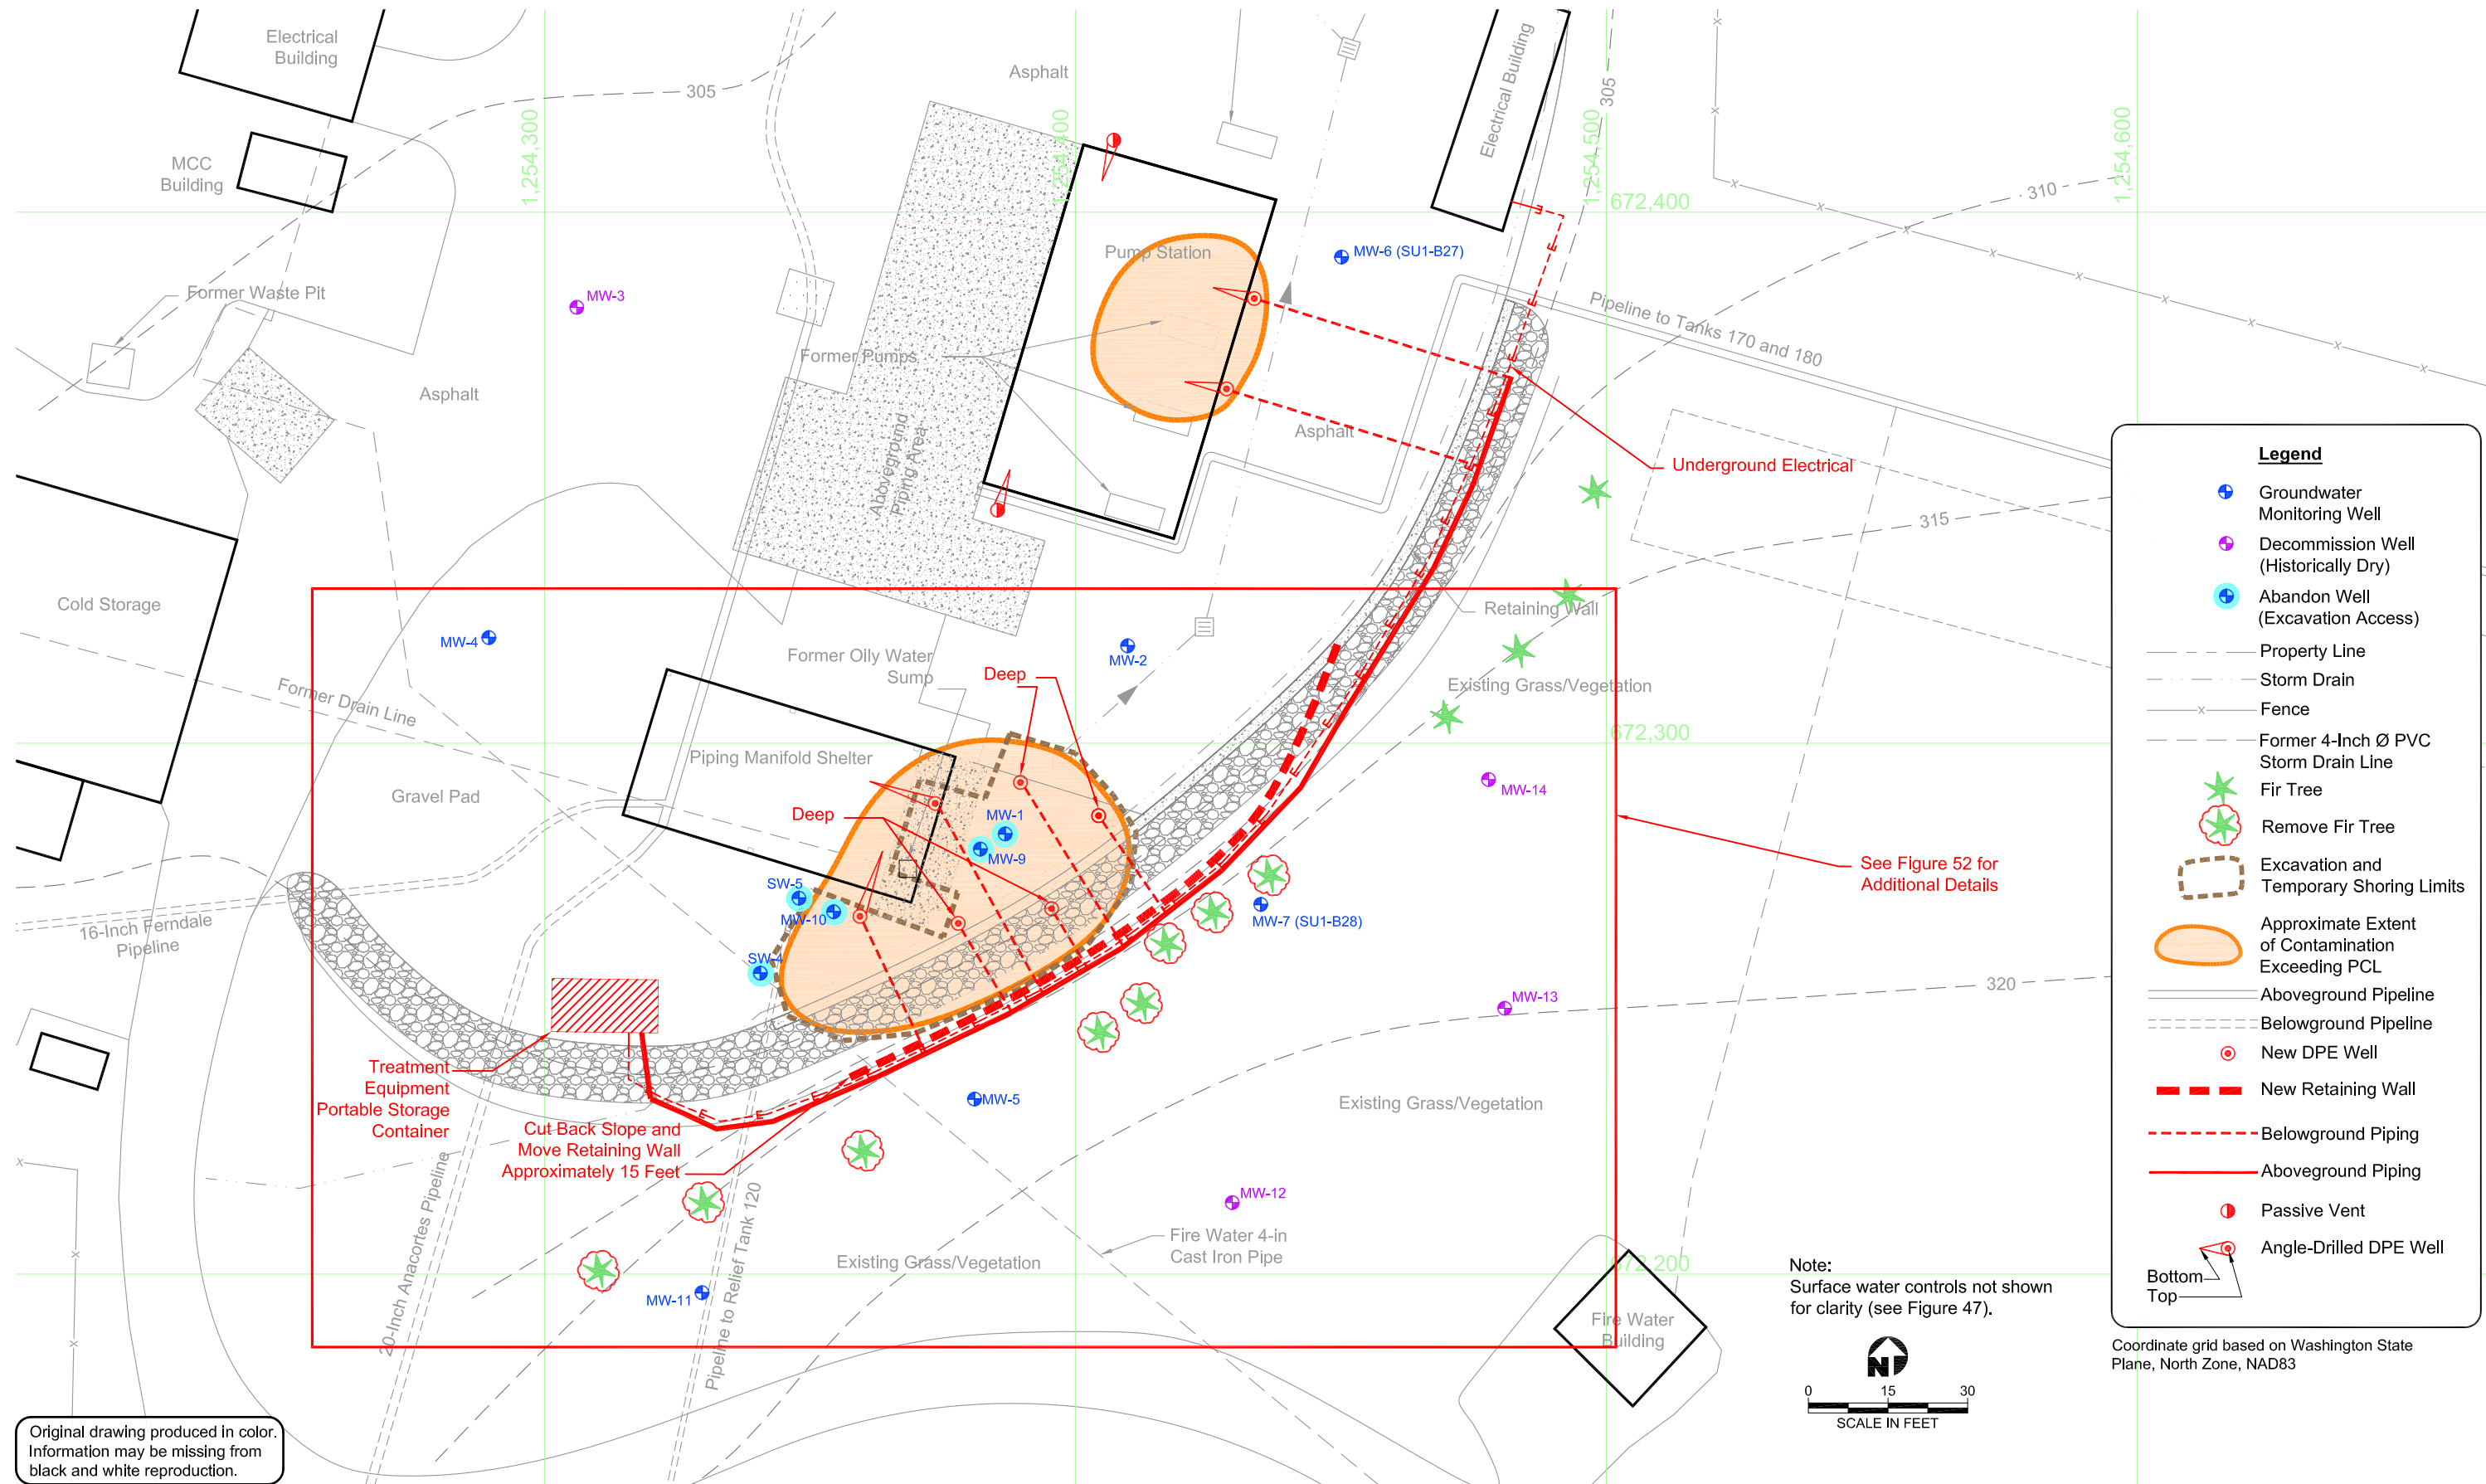 Electrical
Building
305
Asphalt
Electrical Building
305
1,254,300
1,254,400
1,254,500
1,254,600
MCC
Building
672,400
310
Pump Station
MW-6 (SU1-B27)
Former Waste Pit
MW-3
Pipeline to Tanks 170 and 180
Former Pumps
Asphalt
Aboveground
Piping Area
Asphalt
Underground Electrical
315
Cold Storage
Retaining Wall
MW-4
Former Oily Water
Sump
Deep
MW-2
Existing Grass/Vegetation
Former Drain Line
672,300
Piping Manifold Shelter
MW-14
Gravel Pad
Deep
MW-1
MW-9
See Figure 52 for
Additional Details
SW-5
MW-10
MW-7 (SU1-B28)
16-Inch Ferndale
Pipeline
SW-4
320
MW-13
Treatment
Equipment
Portable Storage
Container
E
E
E
E
E
E
E
E
E
E
E
MW-5
Existing Grass/Vegetation
Cut Back Slope and
Move Retaining Wall
Approximately 15 Feet
20-Inch Anacortes Pipeline
Pipeline to Relief Tank 120
MW-12
Fire Water 4-in
Cast Iron Pipe
Existing Grass/Vegetation
672,200
MW-11
Fire Water
Building
Note:
Surface water controls not shown
for clarity (see Figure 47).
N
0 15 30
SCALE IN FEET
Legend
Groundwater
Monitoring Well
Decommission Well
(Historically Dry)
Abandon Well
(Excavation Access)
Property Line
Storm Drain
Fence
Former 4-Inch Ø PVC
Storm Drain Line
Fir Tree
Remove Fir Tree
Excavation and
Temporary Shoring Limits
Approximate Extent
of Contamination
Exceeding PCL
Aboveground Pipeline
Belowground Pipeline
New DPE Well
New Retaining Wall
Belowground Piping
Aboveground Piping
Passive Vent
Angle-Drilled DPE Well
Bottom
Top
Coordinate grid based on Washington State
Plane, North Zone, NAD83
Original drawing produced in color.
Information may be missing from
black and white reproduction.